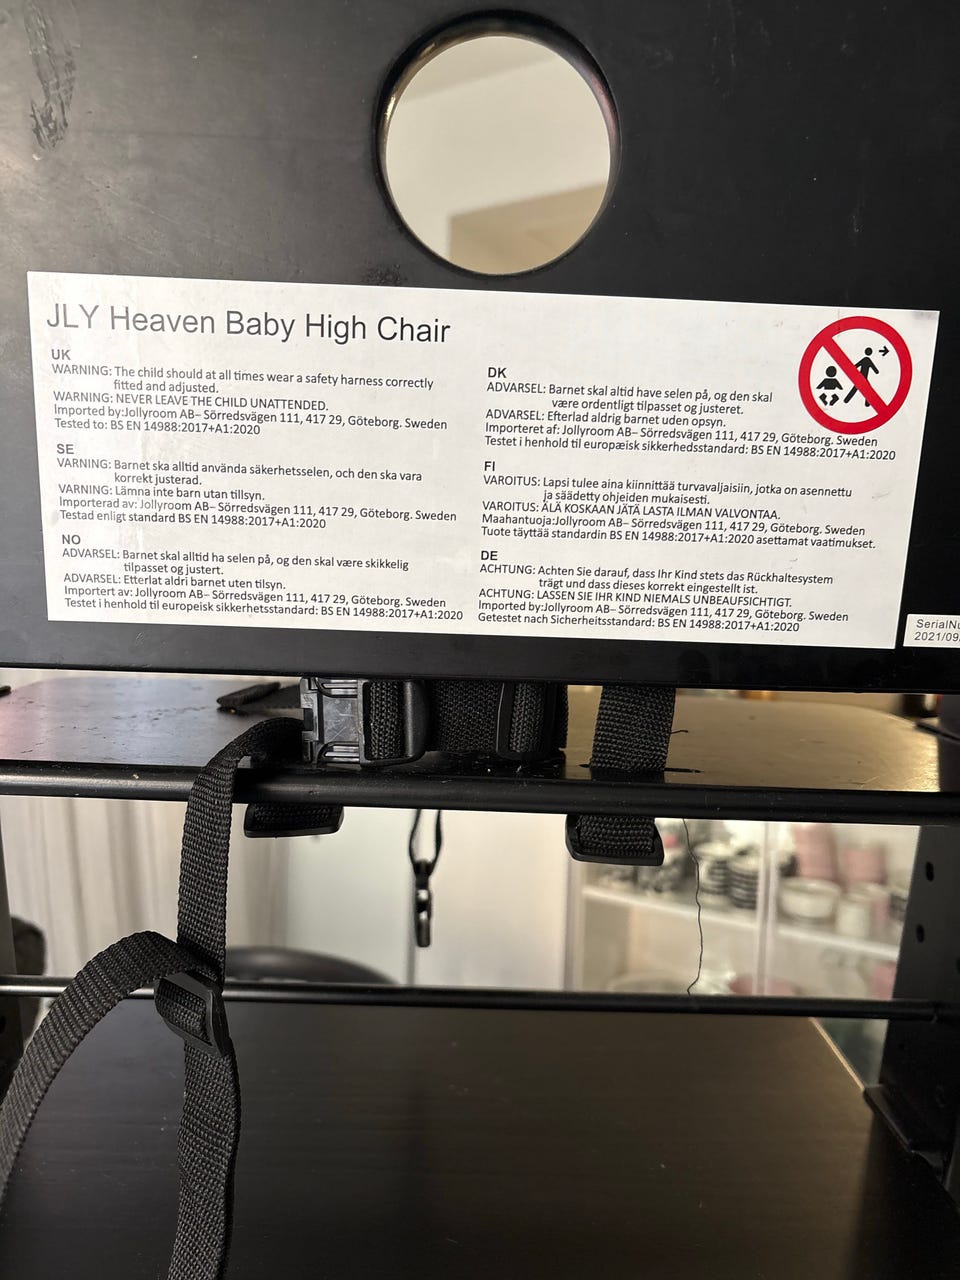 JLY Heaven Baby High Chair
UK
WARNING: The child should at all times wear a safety harness correctly
fitted and adjusted.
WARNING: NEVER LEAVE THE CHILD UNATTENDED.
Imported by:Jollyroom AB– Sörredsvägen 111, 417 29, Göteborg. Sweden
Tested to: BS EN 14988:2017+A1:2020
SE
VARNING: Barnet ska alltid använda säkerhetsselen, och den ska vara
korrekt justerad.
VARNING: Lämna inte barn utan tillsyn.
Importerad av: Jollyroom AB– Sörredsvägen 111, 417 29, Göteborg. Sweden
Testad enligt standard BS EN 14988:2017+A1:2020
NO
ADVARSEL: Barnet skal alltid ha selen på, og den skal være skikkelig
tilpasset og justert.
ADVARSEL: Etterlat aldri barnet uten tilsyn.
Importert av: Jollyroom AB– Sörredsvägen 111, 417 29, Göteborg. Sweden
Testet i henhold til europeisk sikkerhetsstandard: BS EN 14988:2017+A1:2020
DK
ADVARSEL: Barnet skal altid have selen på, og den skal
være ordentligt tilpasset og justeret.
ADVARSEL: Efterlad aldrig barnet uden opsyn.
Importeret af: Jollyroom AB– Sörredsvägen 111, 417 29, Göteborg. Sweden
Testet i henhold til europæisk sikkerhedsstandard: BS EN 14988:2017+A1:2020
FI
VAROITUS: Lapsi tulee aina kiinnittää turvavaljaisiin, jotka on asennettu
ja säädetty ohjeiden mukaisesti.
VAROITUS: ÄLÄ KOSKAAN JÄTÄ LASTA ILMAN VALVONTAA.
Maahantuoja:Jollyroom AB– Sörredsvägen 111, 417 29, Göteborg. Sweden
Tuote täyttää standardin BS EN 14988:2017+A1:2020 asettamat vaatimukset.
DE
ACHTUNG: Achten Sie darauf, dass Ihr Kind stets das Rückhaltesystem
trägt und dass dieses korrekt eingestellt ist.
ACHTUNG: LASSEN SIE IHR KIND NIEMALS UNBEAUFSICHTIGT.
Imported by:Jollyroom AB– Sörredsvägen 111, 417 29, Göteborg. Sweden
Getestet nach Sicherheitsstandard: BS EN 14988:2017+A1:2020
SerialNu
2021/09